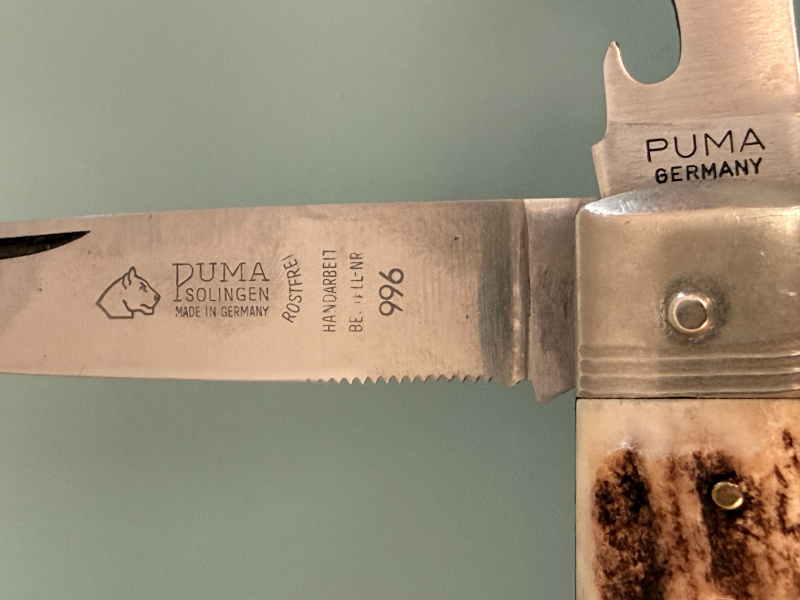 PUMA
GERMANY
PUMA
SOLINGEN
MADE IN GERMANY
ROSTFREI
HANDARBEIT
996